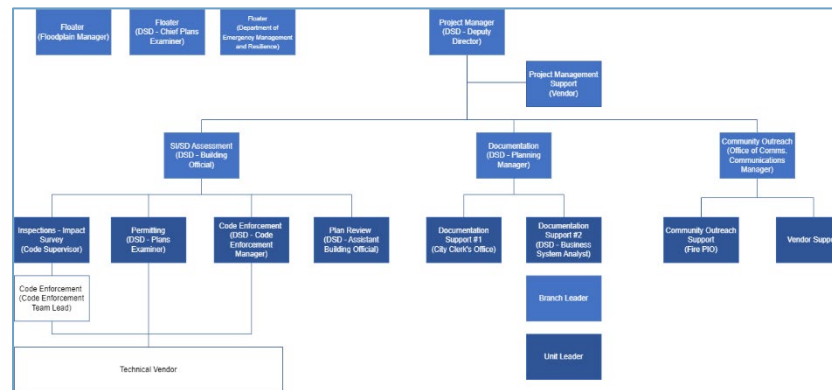 Floater
(Floodplain Manager)
Floater
(DSD - Chief Plans
Examiner)
Floater
(Department of
Emergency Management
and Resilience)
Project Manager
(DSD - Deputy
Director)
Project Management
Support
(Vendor)
SI/SD Assessment
(DSD - Building
Official)
Documentation
(DSD - Planning
Manager)
Community Outreach
(Office of Comms.
Communications
Manager)
Inspections - Impact
Survey
(Code Supervisor)
Permitting
(DSD - Plans
Examiner)
Code Enforcement
(DSD - Code
Enforcement
Manager)
Plan Review
(DSD - Assistant
Building Official)
Documentation
Support #1
(City Clerk's Office)
Documentation
Support #2
(DSD - Business
System Analyst)
Community Outreach
Support
(Fire PIO)
Vendor Support
Code Enforcement
(Code Enforcement
Team Lead)
Branch Leader
Unit Leader
Technical Vendor